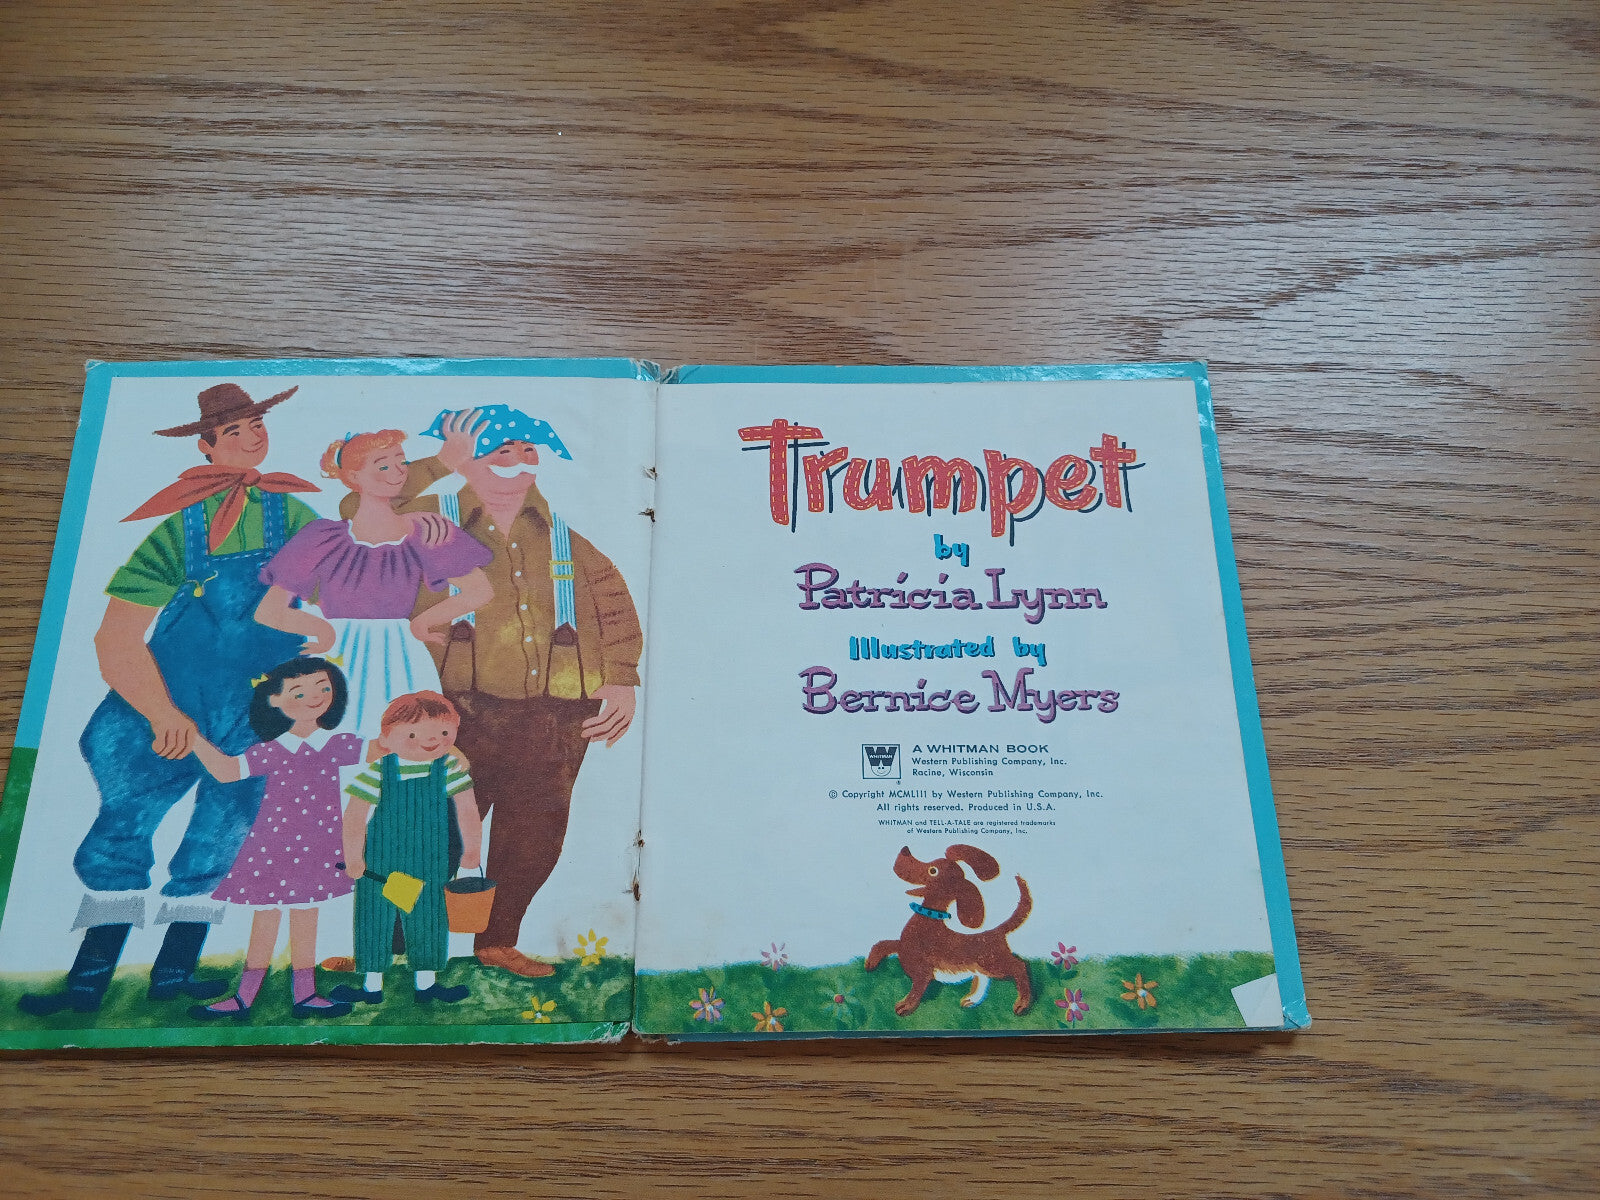 Trumpet
by
Patricia Lynn
Illustrated by
Bernice Myers
WHITMAN
®
A WHITMAN BOOK
Western Publishing Company, Inc.
Racine, Wisconsin
© Copyright MCMLIII by Western Publishing Company, Inc.
All rights reserved. Produced in U.S.A.
WHITMAN and TELL-A-TALE are registered trademarks
of Western Publishing Company, Inc.